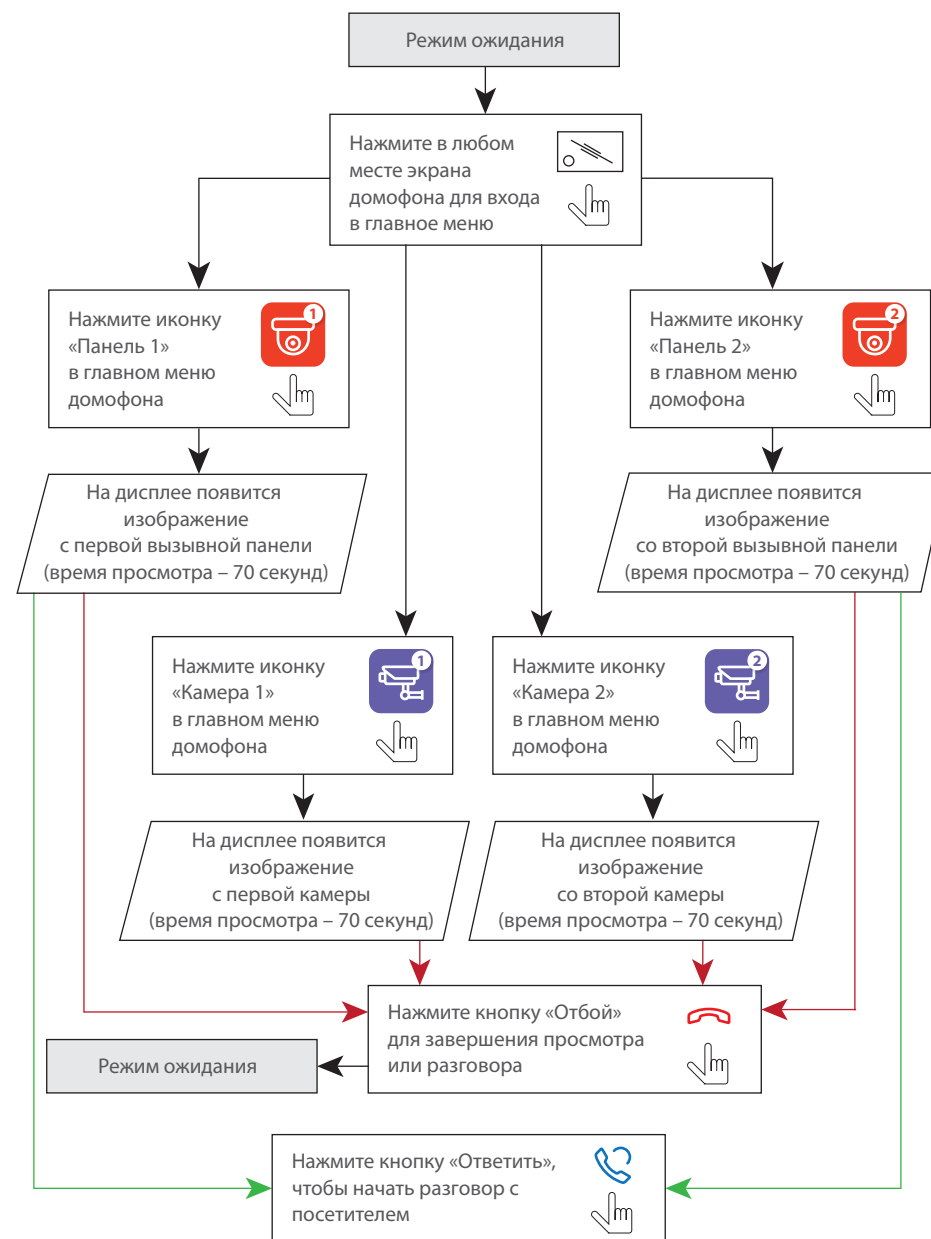 Режим ожидания
Нажмите в любом
месте экрана
домофона для входа
в главное меню
Нажмите иконку
«Панель 1»
в главном меню
домофона
1
Нажмите иконку
«Панель 2»
в главном меню
домофона
2
На дисплее появится
изображение
с первой вызывной панели
(время просмотра – 70 секунд)
На дисплее появится
изображение
со второй вызывной панели
(время просмотра – 70 секунд)
Нажмите иконку
«Камера 1»
в главном меню
домофона
1
Нажмите иконку
«Камера 2»
в главном меню
домофона
2
На дисплее появится
изображение
с первой камеры
(время просмотра – 70 секунд)
На дисплее появится
изображение
со второй камеры
(время просмотра – 70 секунд)
Нажмите кнопку «Отбой»
для завершения просмотра
или разговора
Режим ожидания
Нажмите кнопку «Ответить»,
чтобы начать разговор с
посетителем